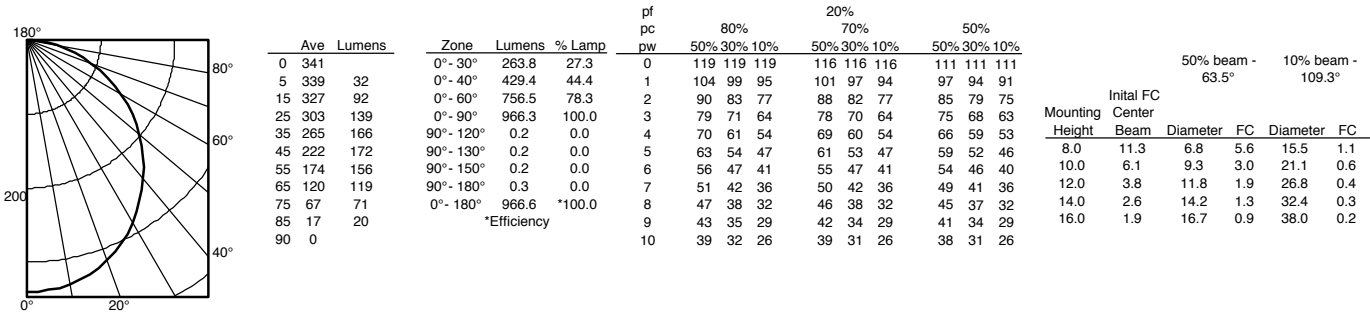 180°
80°
60°
200
40°
0° 20°
Ave Lumens
0 341
5 339 32
15 327 92
25 303 139
35 265 166
45 222 172
55 174 156
65 120 119
75 67 71
85 17 20
90 0
Zone Lumens % Lamp
0°- 30° 263.8 27.3
0°- 40° 429.4 44.4
0°- 60° 756.5 78.3
0°- 90° 966.3 100.0
90°- 120° 0.2 0.0
90°- 130° 0.2 0.0
90°- 150° 0.2 0.0
90°- 180° 0.3 0.0
0°- 180° 966.6 *100.0
*Efficiency
pf 20%
pc 80% 70% 50%
pw 50% 30% 10% 50% 30% 10% 50% 30% 10%
0 119 119 119 116 116 116 111 111 111
1 104 99 95 101 97 94 97 94 91
2 90 83 77 88 82 77 85 79 75
3 79 71 64 78 70 64 75 68 63
4 70 61 54 69 60 54 66 59 53
5 63 54 47 61 53 47 59 52 46
6 56 47 41 55 47 41 54 46 40
7 51 42 36 50 42 36 49 41 36
8 47 38 32 46 38 32 45 37 32
9 43 35 29 42 34 29 41 34 29
10 39 32 26 39 31 26 38 31 26
50% beam - 10% beam -
63.5° 109.3°
Inital FC
Mounting Center
Height Beam Diameter FC Diameter FC
8.0 11.3 6.8 5.6 15.5 1.1
10.0 6.1 9.3 3.0 21.1 0.6
12.0 3.8 11.8 1.9 26.8 0.4
14.0 2.6 14.2 1.3 32.4 0.3
16.0 1.9 16.7 0.9 38.0 0.2